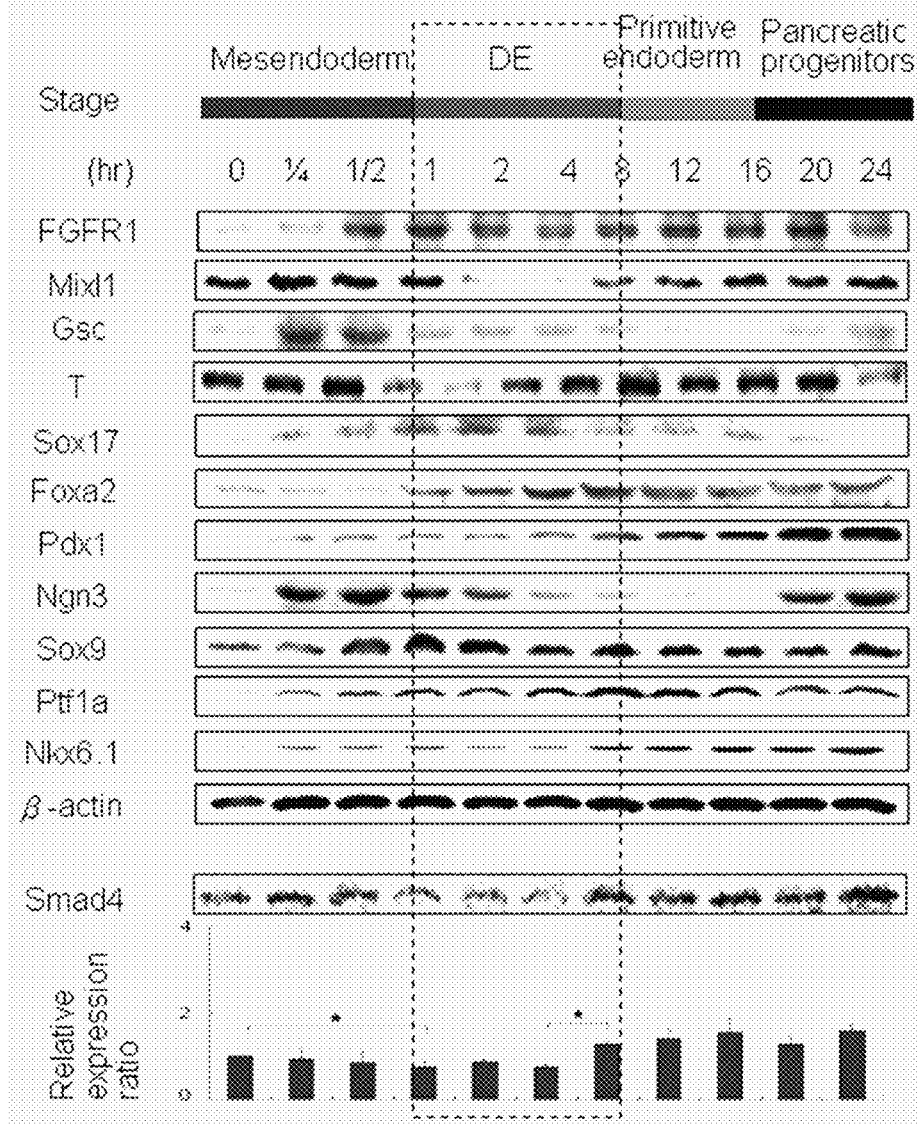 Mesendoderm DE Primitive endoderm Pancreatic progenitors
Stage
(hr) 0 ¼ 1/2 1 2 4 8 12 16 20 24
FGFR1
Mixl1
Gsc
T
Sox17
Foxa2
Pdx1
Ngn3
Sox9
Ptf1a
Nkx6.1
β-actin
Smad4
Relative
expression
ratio
4
2
0
*
*